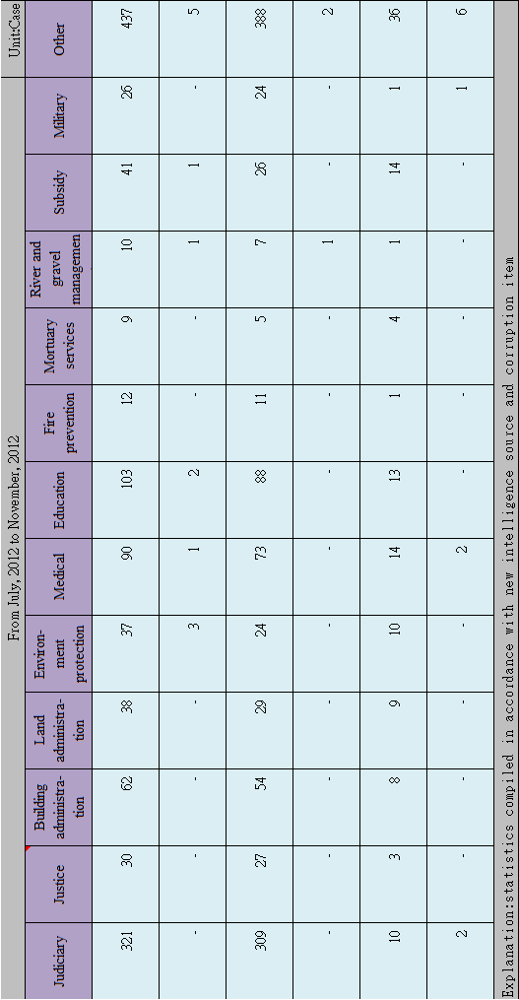 From July, 2012 to November, 2012 Unit:Case
Judiciary
Justice
Building
administra-
tion
Land
administra-
tion
Environ-
ment
protection
Medical
Education
Fire
prevention
Mortuary
services
River and
gravel
managemen
Subsidy
Military
Other
321 30 62 38 37 90 103 12 9 10 41 26 437
- - - - 3 1 2 - - 1 1 - 5
309 27 54 29 24 73 88 11 5 7 26 24 388
- - - - - - - - - 1 - - 2
10 3 8 9 10 14 13 1 4 1 14 1 36
2 - - - - 2 - - - - - 1 6
Explanation:statistics compiled in accordance with new intelligence source and corruption item